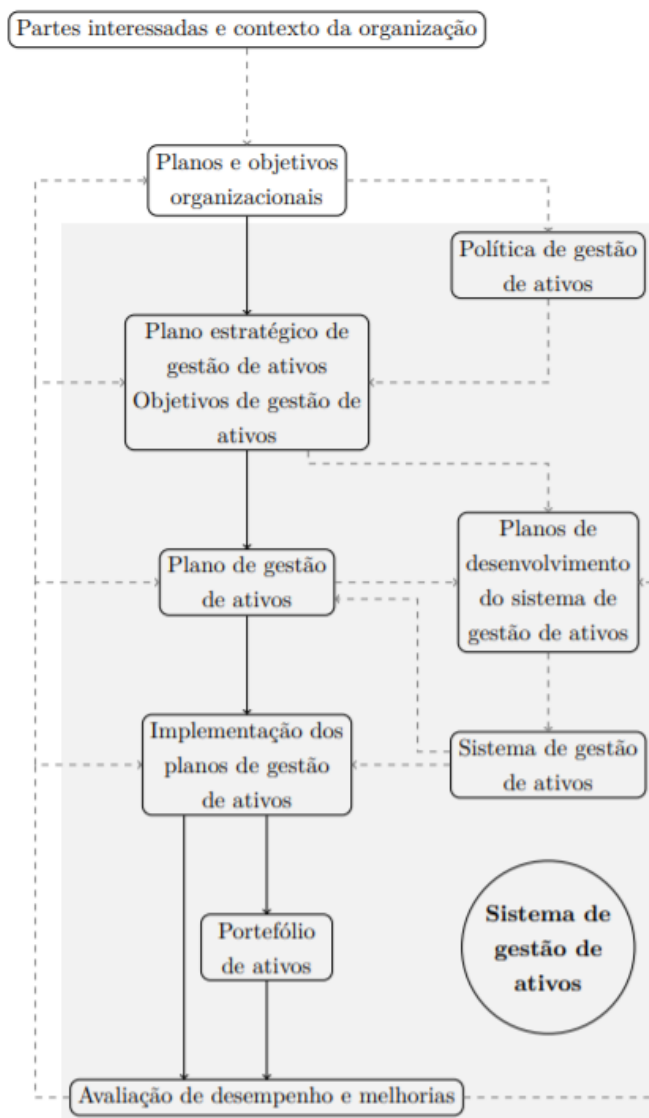 Partes interessadas e contexto da organização
Planos e objetivos
organizacionais
Política de gestão
de ativos
Plano estratégico de
gestão de ativos
Objetivos de gestão de
ativos
Planos de
desenvolvimento
do sistema de
gestão de ativos
Plano de gestão
de ativos
Implementação dos
planos de gestão
de ativos
Sistema de gestão
de ativos
Portefólio
de ativos
Sistema de
gestão de
ativos
Avaliação de desempenho e melhorias